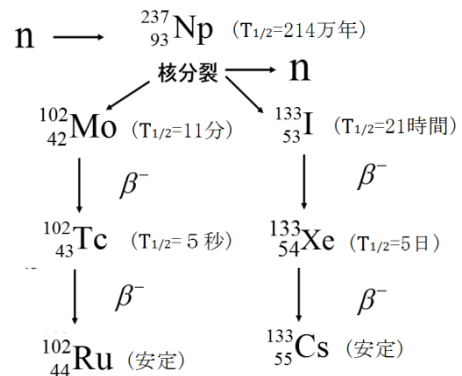 n → ²³⁷₉₃Np (T₁/₂=214万年)
核分裂 → n
¹⁰²₄₂Mo (T₁/₂=11分) ¹³³₅₃I (T₁/₂=21時間)
β⁻ β⁻
¹⁰²₄₃Tc (T₁/₂=５秒) ¹³³₅₄Xe (T₁/₂=5日)
β⁻ β⁻
¹⁰²₄₄Ru (安定) ¹³³₅₅Cs (安定)